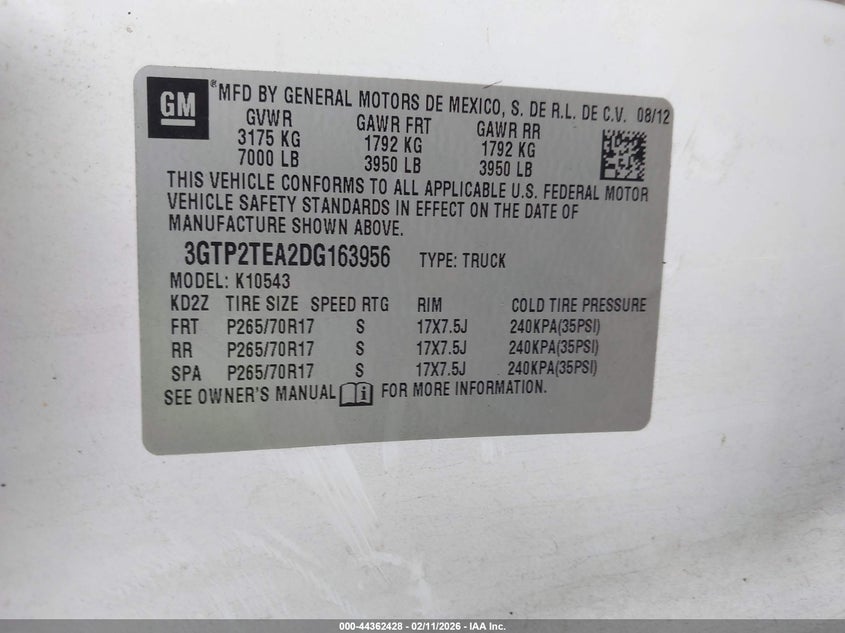 GM
® MFD BY GENERAL MOTORS DE MEXICO, S. DE R.L. DE C.V. 08/12
GVWR GAWR FRT GAWR RR
3175 KG 1792 KG 1792 KG
7000 LB 3950 LB 3950 LB
THIS VEHICLE CONFORMS TO ALL APPLICABLE U.S. FEDERAL MOTOR
VEHICLE SAFETY STANDARDS IN EFFECT ON THE DATE OF
MANUFACTURE SHOWN ABOVE.
3GTP2TEA2DG163956 TYPE: TRUCK
MODEL: K10543
KD2Z TIRE SIZE SPEED RTG RIM COLD TIRE PRESSURE
FRT P265/70R17 S 17X7.5J 240KPA(35PSI)
RR P265/70R17 S 17X7.5J 240KPA(35PSI)
SPA P265/70R17 S 17X7.5J 240KPA(35PSI)
SEE OWNER'S MANUAL FOR MORE INFORMATION.
000-44362428 - 02/11/2026 - IAA Inc.